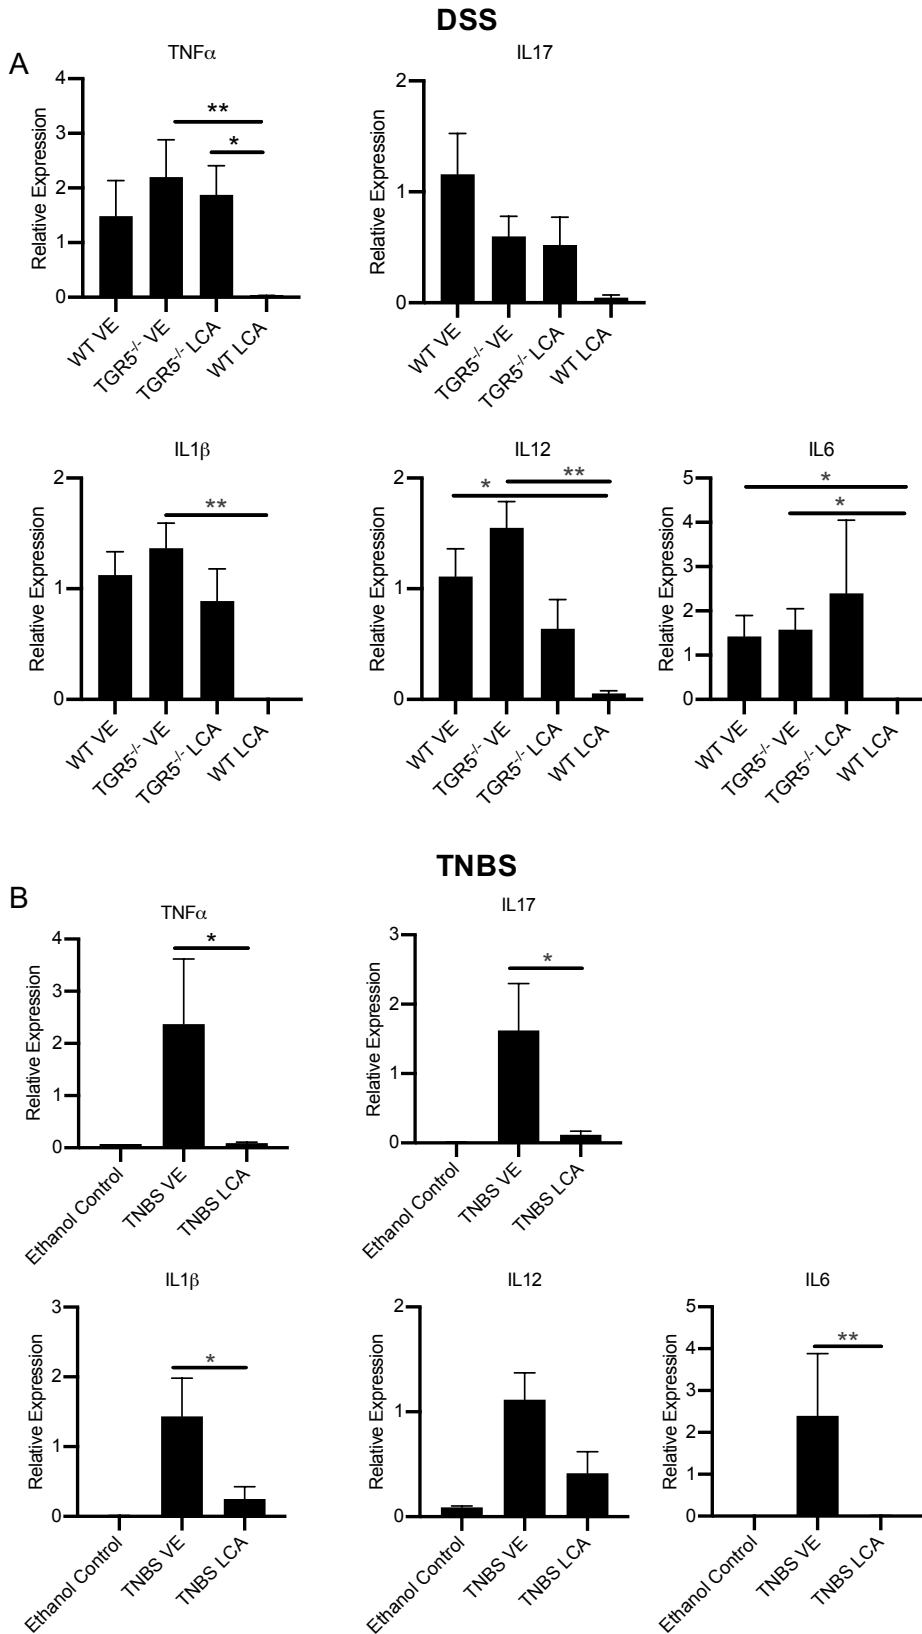 DSS
A
TNFα
4
3
2
1
0
Relative Expression
**
*
WT VE
TGR5-/- VE
TGR5-/- LCA
WT LCA
IL17
2
1
0
Relative Expression
WT VE
TGR5-/- VE
TGR5-/- LCA
WT LCA
IL1β
2
1
0
Relative Expression
**
WT VE
TGR5-/- VE
TGR5-/- LCA
WT LCA
IL12
2
1
0
Relative Expression
*
**
WT VE
TGR5-/- VE
TGR5-/- LCA
WT LCA
IL6
5
4
3
2
1
0
Relative Expression
*
*
WT VE
TGR5-/- VE
TGR5-/- LCA
WT LCA
TNBS
B
TNFα
4
3
2
1
0
Relative Expression
*
Ethanol Control
TNBS VE
TNBS LCA
IL17
3
2
1
0
Relative Expression
*
Ethanol Control
TNBS VE
TNBS LCA
IL1β
3
2
1
0
Relative Expression
*
Ethanol Control
TNBS VE
TNBS LCA
IL12
2
1
0
Relative Expression
Ethanol Control
TNBS VE
TNBS LCA
IL6
5
4
3
2
1
0
Relative Expression
**
Ethanol Control
TNBS VE
TNBS LCA